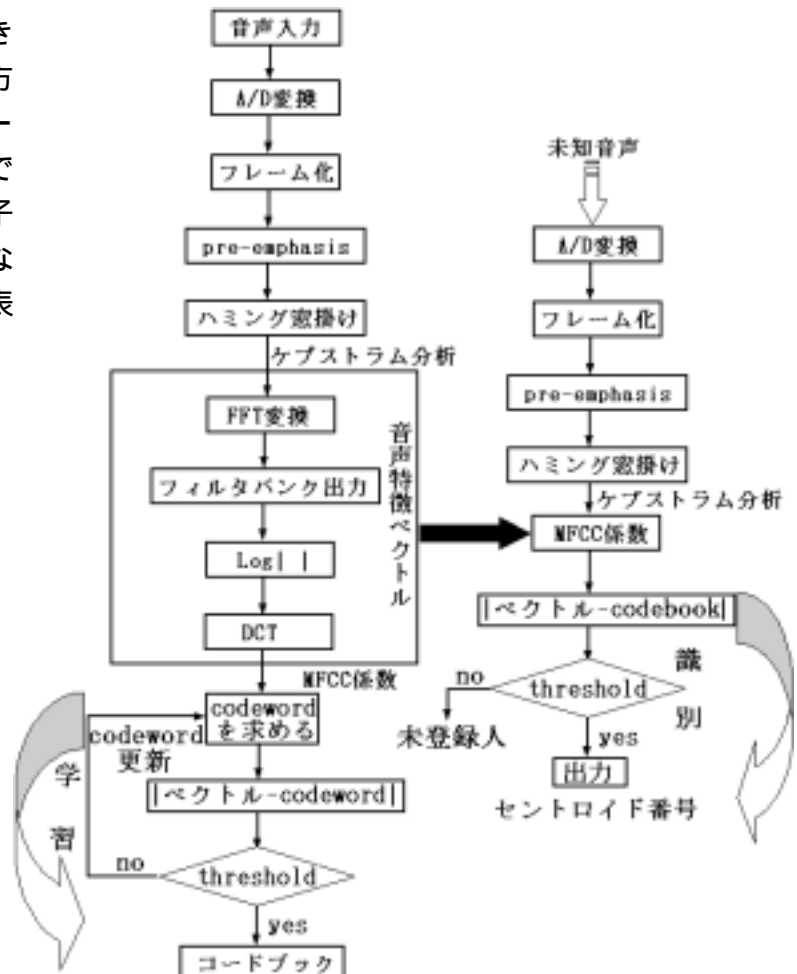 き
方
ー
で
子
な
表
音声入力
A/D変換
フレーム化
pre-emphasis
ハミング窓掛け
ケプストラム分析
FFT変換
フィルタバンク出力
Log| |
DCT
音声特徴ベクトル
MFCC係数
codeword
を求める
codeword
更新
|ベクトル-codeword|
学習
no
threshold
yes
コードブック
未知音声
A/D変換
フレーム化
pre-emphasis
ハミング窓掛け
ケプストラム分析
MFCC係数
|ベクトル-codebook|
識別
no
threshold
未登録人
yes
出力
セントロイド番号